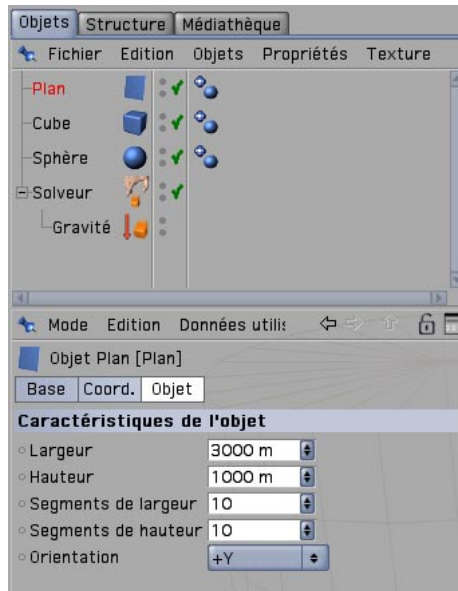 Objets Structure Médiathèque
Fichier Edition Objets Propriétés Texture
Plan
Cube
Sphère
Solveur
Gravité
Mode Edition Données utilis
Objet Plan [Plan]
Base Coord. Objet
Caractéristiques de l'objet
Largeur 3000 m
Hauteur 1000 m
Segments de largeur 10
Segments de hauteur 10
Orientation +Y